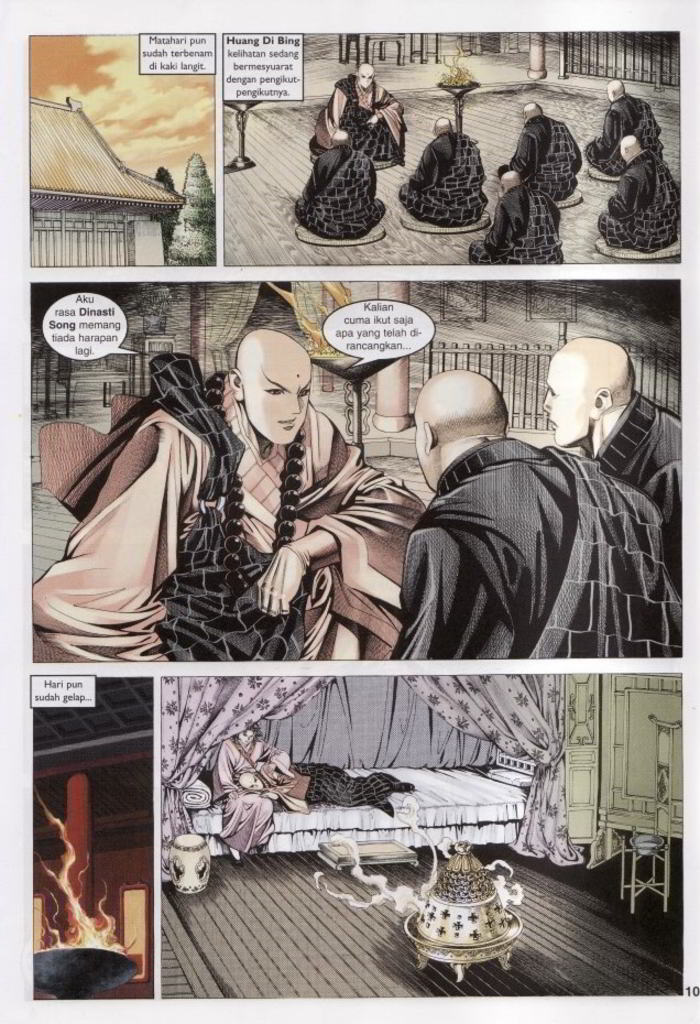 Matahari pun
sudah terbenam
di kaki langit.
Huang Di Bing
kelihatan sedang
bermesyuarat
dengan pengikut-
pengikutnya.
Aku
rasa Dinasti
Song memang
tiada harapan
lagi.
Kalian
cuma ikut saja
apa yang telah di-
rancangkan...
Hari pun
sudah gelap...
10